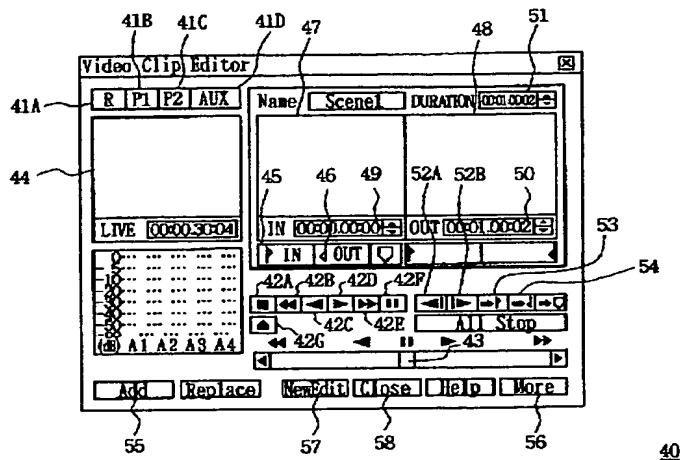 41B 41C 41D 47 48 51
Video Clip Editor
41A R P1 P2 AUX Name Scene1 DURATION 00:01.00:02
44 45 46 49 52A 52B 50
53
LIVE 00:00.30:04 IN 00:00.00:00 OUT 00:01.00:02
IN OUT
54
42A 42B 42D 42F
42C 42E
All Stop
42G 43
(dB) A1 A2 A3 A4
Add Replace NewEdit Close Help More
55 57 58 56
40